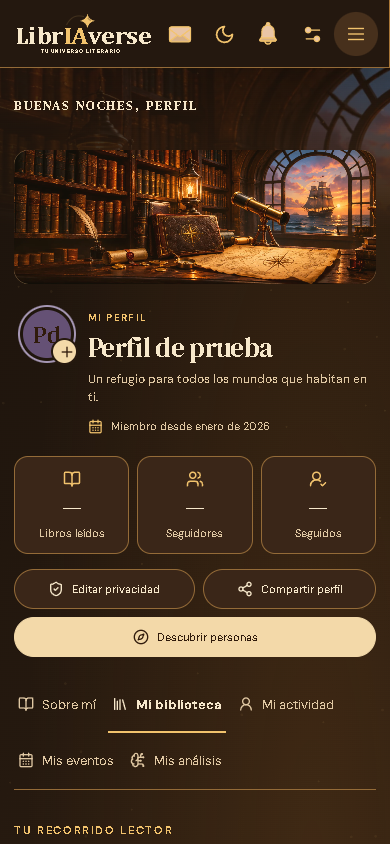 LibrIAverse
TU UNIVERSO LITERARIO
BUENAS NOCHES, PERFIL
Pd
MI PERFIL
Perfil de prueba
Un refugio para todos los mundos que habitan en
ti.
Miembro desde enero de 2026
— — —
Libros leídos Seguidores Seguidos
Editar privacidad Compartir perfil
Descubrir personas
Sobre mí Mi biblioteca Mi actividad
Mis eventos Mis análisis
TU RECORRIDO LECTOR